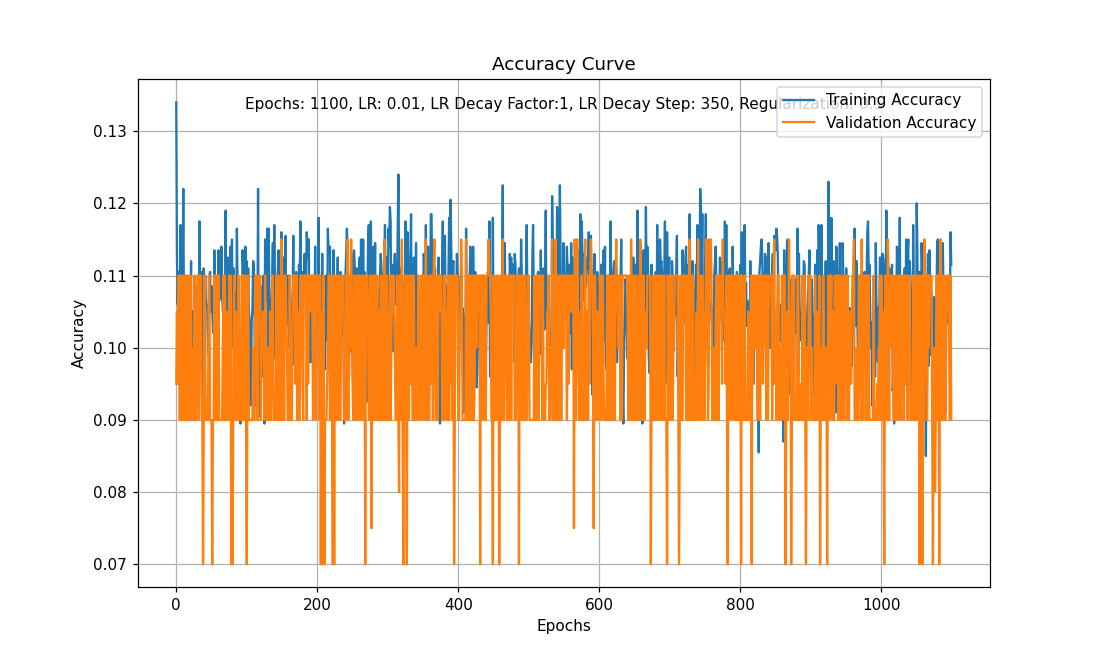 Accuracy Curve
Epochs: 1100, LR: 0.01, LR Decay Factor:1, LR Decay Step: 350, Regularization:
Training Accuracy
Validation Accuracy
0.13
0.12
0.11
0.10
0.09
0.08
0.07
Accuracy
0
200
400
600
800
1000
Epochs